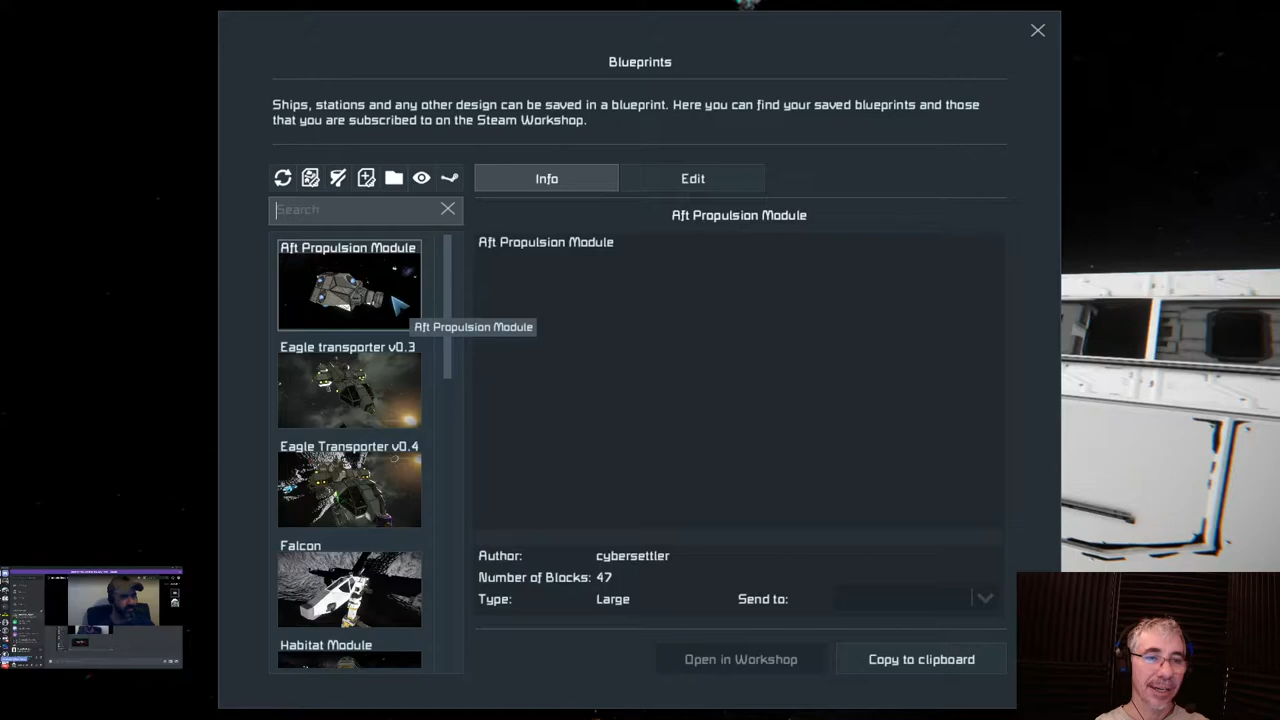 Blueprints
Ships, stations and any other design can be saved in a blueprint. Here you can find your saved blueprints and those
that you are subscribed to on the Steam Workshop.
Info
Edit
Search
Aft Propulsion Module
Aft Propulsion Module
Aft Propulsion Module
Aft Propulsion Module
Eagle transporter v0.3
Eagle Transporter v0.4
Falcon
Habitat Module
Author: cybersettler
Number of Blocks: 47
Type: Large
Send to:
Open in Workshop
Copy to clipboard